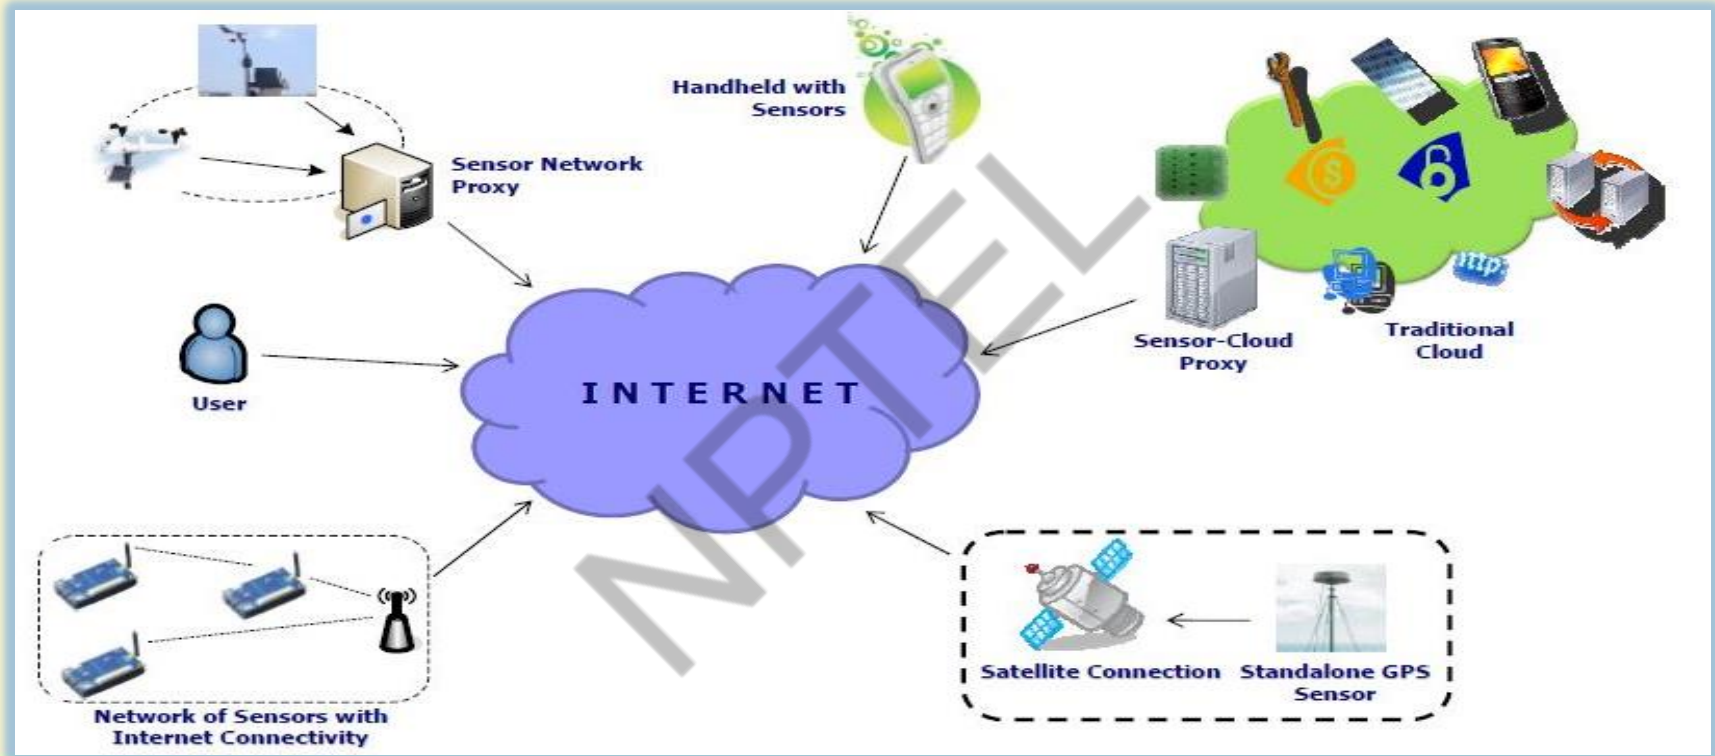 Handheld with
Sensors
Sensor Network
Proxy
User
INTERNET
$
http
Sensor-Cloud
Proxy
Traditional
Cloud
Network of Sensors with
Internet Connectivity
Satellite Connection
Standalone GPS
Sensor
NPTEL